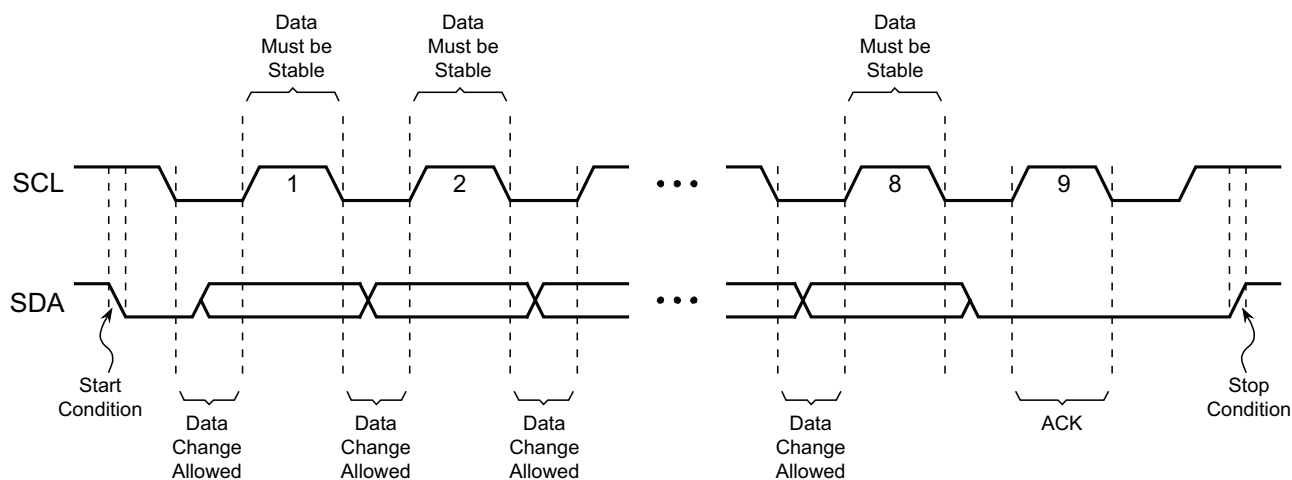 Data
Must be
Stable
Data
Must be
Stable
Data
Must be
Stable
SCL
1
2
•••
8
9
SDA
•••
Start
Condition
Data
Change
Allowed
Data
Change
Allowed
Data
Change
Allowed
Data
Change
Allowed
ACK
Stop
Condition